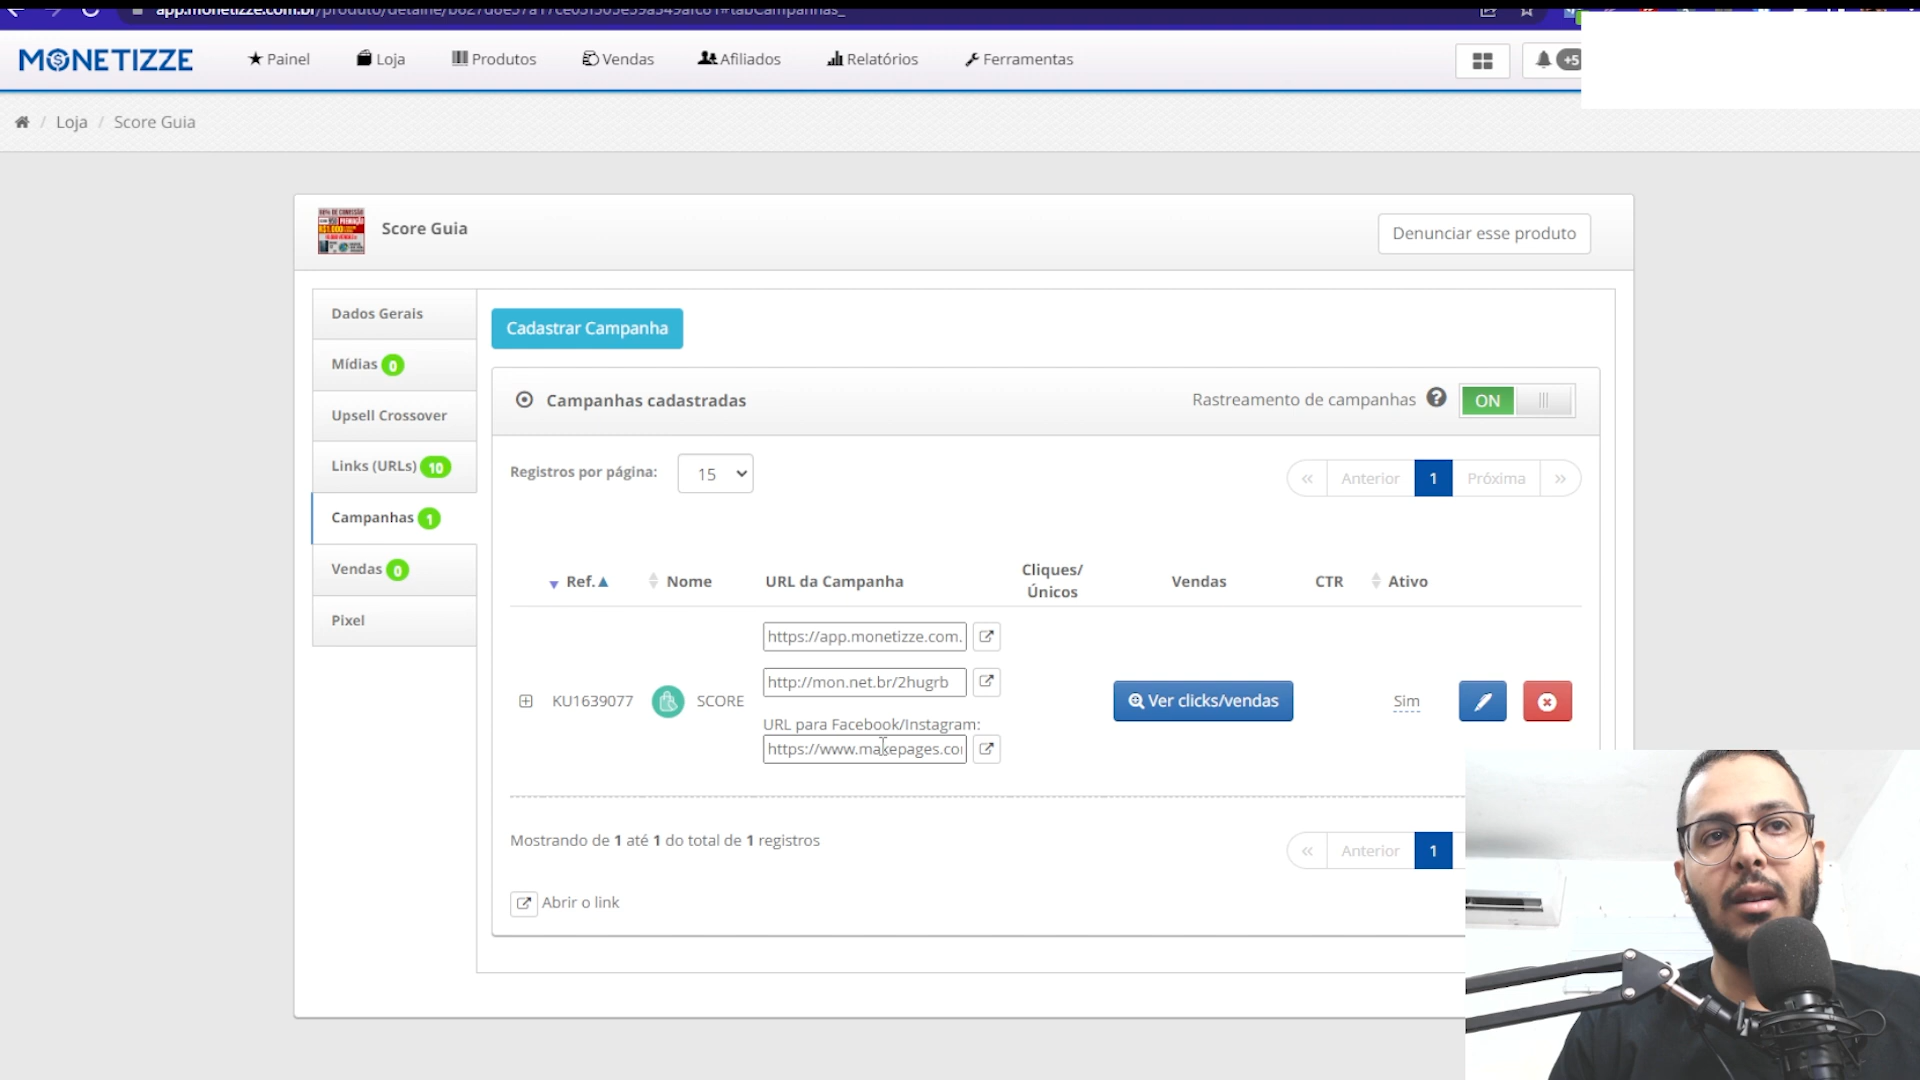 MONETIZZE
Painel
Loja
Produtos
Vendas
Afiliados
Relatórios
Ferramentas
+5
/ Loja / Score Guia
Score Guia
Denunciar esse produto
Dados Gerais
Mídias 0
Upsell Crossover
Links (URLs) 10
Campanhas 1
Vendas 0
Pixel
Cadastrar Campanha
Campanhas cadastradas
Rastreamento de campanhas
ON
Registros por página:
15
« Anterior 1 Próxima »
Ref. Nome URL da Campanha Cliques/ Únicos Vendas CTR Ativo
https://app.monetizze.com.
http://mon.net.br/2hugrb
KU1639077 SCORE
Ver clicks/vendas
Sim
URL para Facebook/Instagram:
https://www.makepages.co
Mostrando de 1 até 1 do total de 1 registros
« Anterior 1
Abrir o link